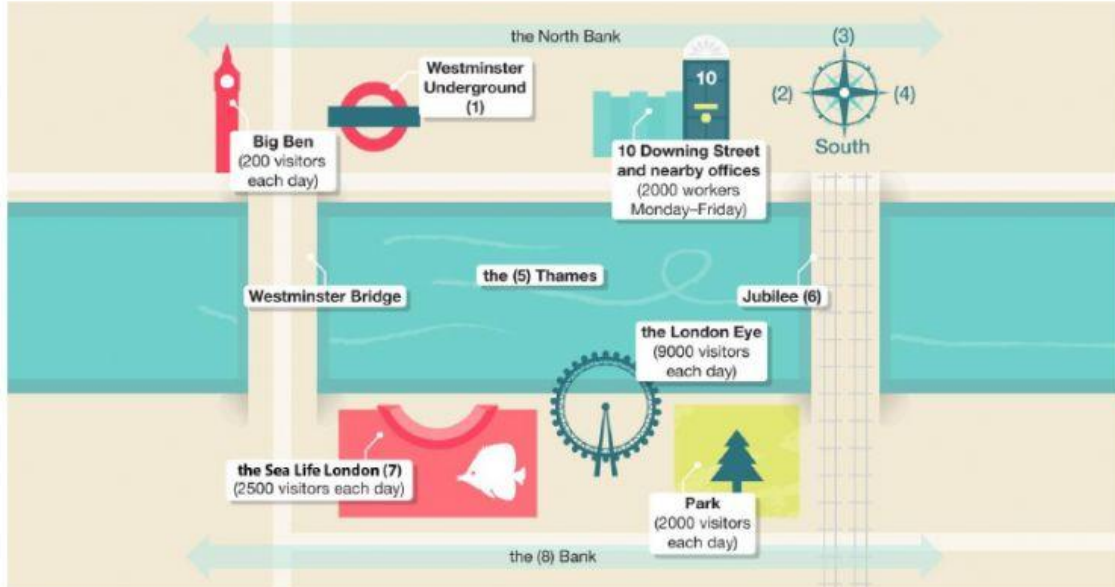 the North Bank
Westminster
Underground
(1)
Big Ben
(200 visitors
each day)
10
10 Downing Street
and nearby offices
(2000 workers
Monday–Friday)
(3)
(2)
(4)
South
Westminster Bridge
the (5) Thames
Jubilee (6)
the London Eye
(9000 visitors
each day)
the Sea Life London (7)
(2500 visitors each day)
Park
(2000 visitors
each day)
the (8) Bank